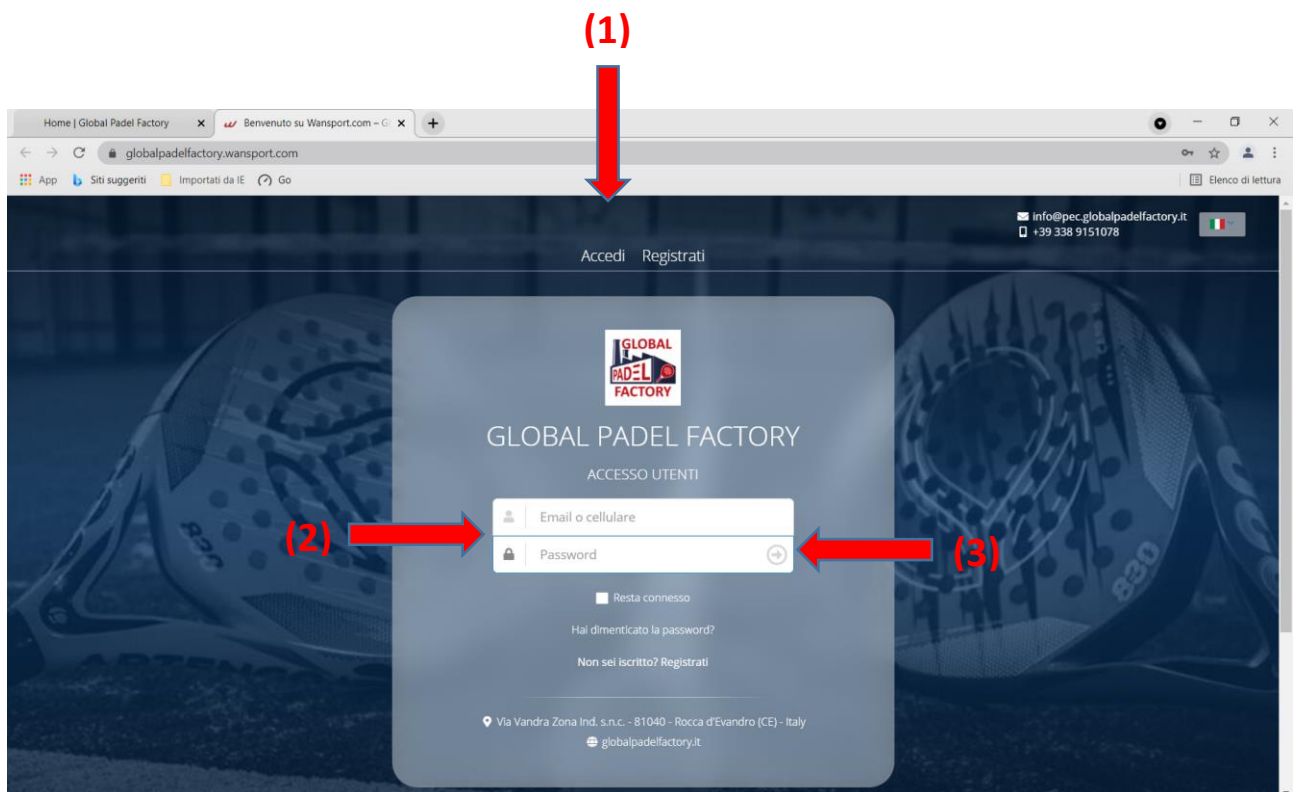 (1)
Home | Global Padel Factory
Benvenuto su Wansport.com – G
globalpadelfactory.wansport.com
App Siti suggeriti Importati da IE Go Elenco di lettura
info@pec.globalpadelfactory.it
+39 338 9151078
Accedi Registrati
GLOBAL
PADEL
FACTORY
GLOBAL PADEL FACTORY
ACCESSO UTENTI
Email o cellulare
(2)
Password
(3)
Resta connesso
Hai dimenticato la password?
Non sei iscritto? Registrati
Via Vandra Zona Ind. s.n.c. - 81040 - Rocca d'Evandro (CE) - Italy
globalpadelfactory.it
830
830
ARTENGO